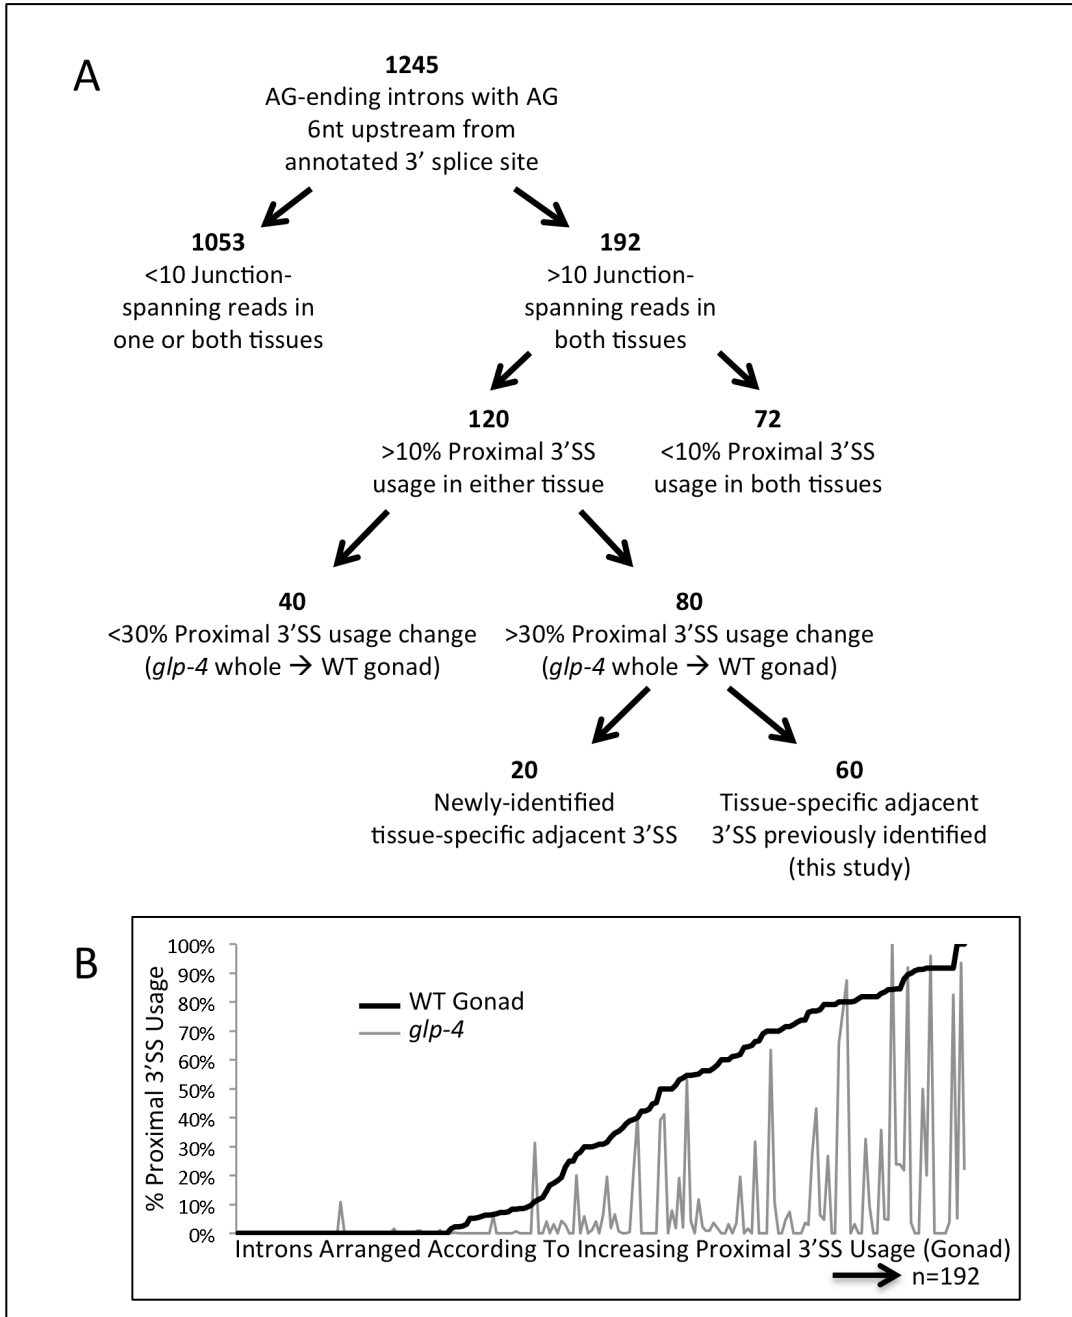 A
1245
AG-ending introns with AG
6nt upstream from
annotated 3’ splice site
1053
<10 Junction-
spanning reads in
one or both tissues
192
>10 Junction-
spanning reads in
both tissues
120
>10% Proximal 3’SS
usage in either tissue
72
<10% Proximal 3’SS
usage in both tissues
40
<30% Proximal 3’SS usage change
(glp-4 whole → WT gonad)
80
>30% Proximal 3’SS usage change
(glp-4 whole → WT gonad)
20
Newly-identified
tissue-specific adjacent 3’SS
60
Tissue-specific adjacent
3’SS previously identified
(this study)
B
% Proximal 3’SS Usage
100%
90%
80%
70%
60%
50%
40%
30%
20%
10%
0%
WT Gonad
glp-4
Introns Arranged According To Increasing Proximal 3’SS Usage (Gonad)
n=192